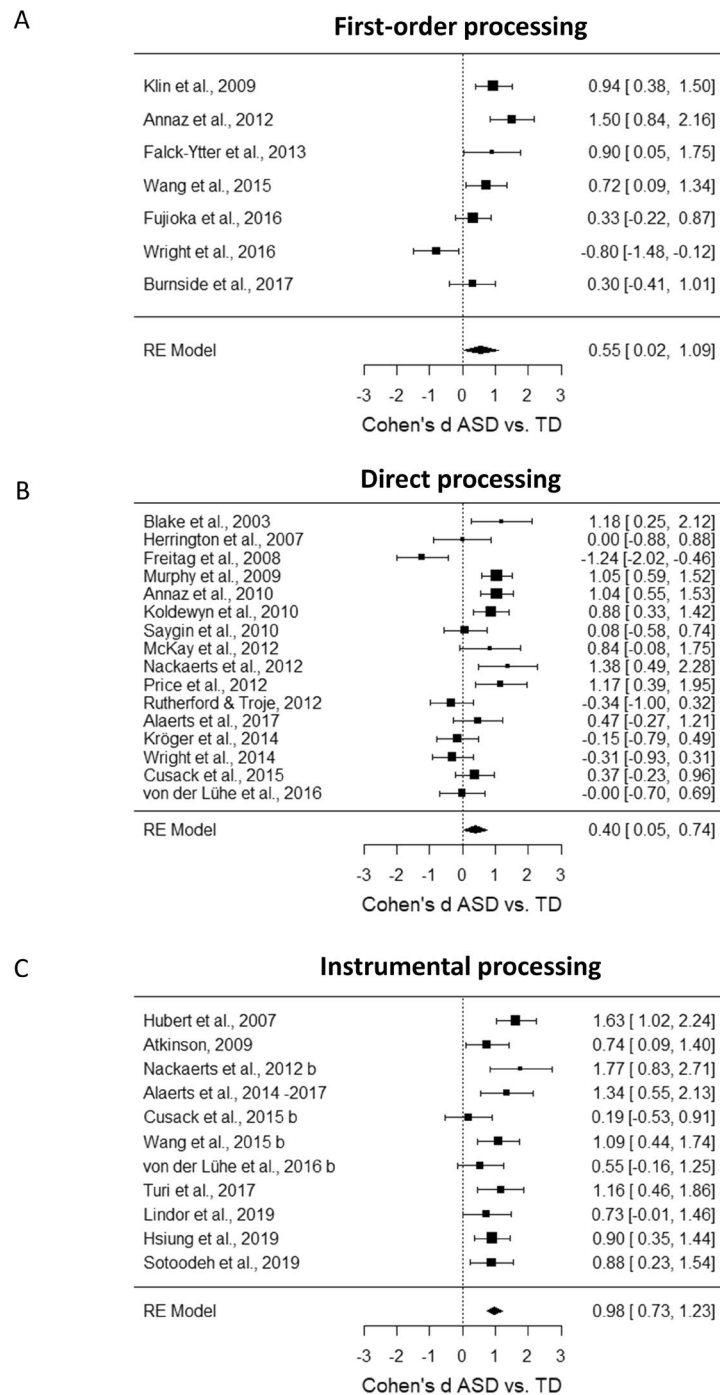 A
First-order processing
Klin et al., 2009 0.94 [ 0.38, 1.50]
Annaz et al., 2012 1.50 [ 0.84, 2.16]
Falck-Ytter et al., 2013 0.90 [ 0.05, 1.75]
Wang et al., 2015 0.72 [ 0.09, 1.34]
Fujioka et al., 2016 0.33 [-0.22, 0.87]
Wright et al., 2016 -0.80 [-1.48, -0.12]
Burnside et al., 2017 0.30 [-0.41, 1.01]
RE Model 0.55 [ 0.02, 1.09]
-3 -2 -1 0 1 2 3
Cohen's d ASD vs. TD
B
Direct processing
Blake et al., 2003 1.18 [ 0.25, 2.12]
Herrington et al., 2007 0.00 [-0.88, 0.88]
Freitag et al., 2008 -1.24 [-2.02, -0.46]
Murphy et al., 2009 1.05 [ 0.59, 1.52]
Annaz et al., 2010 1.04 [ 0.55, 1.53]
Koldewyn et al., 2010 0.88 [ 0.33, 1.42]
Saygin et al., 2010 0.08 [-0.58, 0.74]
McKay et al., 2012 0.84 [-0.08, 1.75]
Nackaerts et al., 2012 1.38 [ 0.49, 2.28]
Price et al., 2012 1.17 [ 0.39, 1.95]
Rutherford & Troje, 2012 -0.34 [-1.00, 0.32]
Alaerts et al., 2017 0.47 [-0.27, 1.21]
Kröger et al., 2014 -0.15 [-0.79, 0.49]
Wright et al., 2014 -0.31 [-0.93, 0.31]
Cusack et al., 2015 0.37 [-0.23, 0.96]
von der Lühe et al., 2016 -0.00 [-0.70, 0.69]
RE Model 0.40 [ 0.05, 0.74]
-3 -2 -1 0 1 2 3
Cohen's d ASD vs. TD
C
Instrumental processing
Hubert et al., 2007 1.63 [ 1.02, 2.24]
Atkinson, 2009 0.74 [ 0.09, 1.40]
Nackaerts et al., 2012 b 1.77 [ 0.83, 2.71]
Alaerts et al., 2014 -2017 1.34 [ 0.55, 2.13]
Cusack et al., 2015 b 0.19 [-0.53, 0.91]
Wang et al., 2015 b 1.09 [ 0.44, 1.74]
von der Lühe et al., 2016 b 0.55 [-0.16, 1.25]
Turi et al., 2017 1.16 [ 0.46, 1.86]
Lindor et al., 2019 0.73 [-0.01, 1.46]
Hsiung et al., 2019 0.90 [ 0.35, 1.44]
Sotoodeh et al., 2019 0.88 [ 0.23, 1.54]
RE Model 0.98 [ 0.73, 1.23]
-3 -2 -1 0 1 2 3
Cohen's d ASD vs. TD